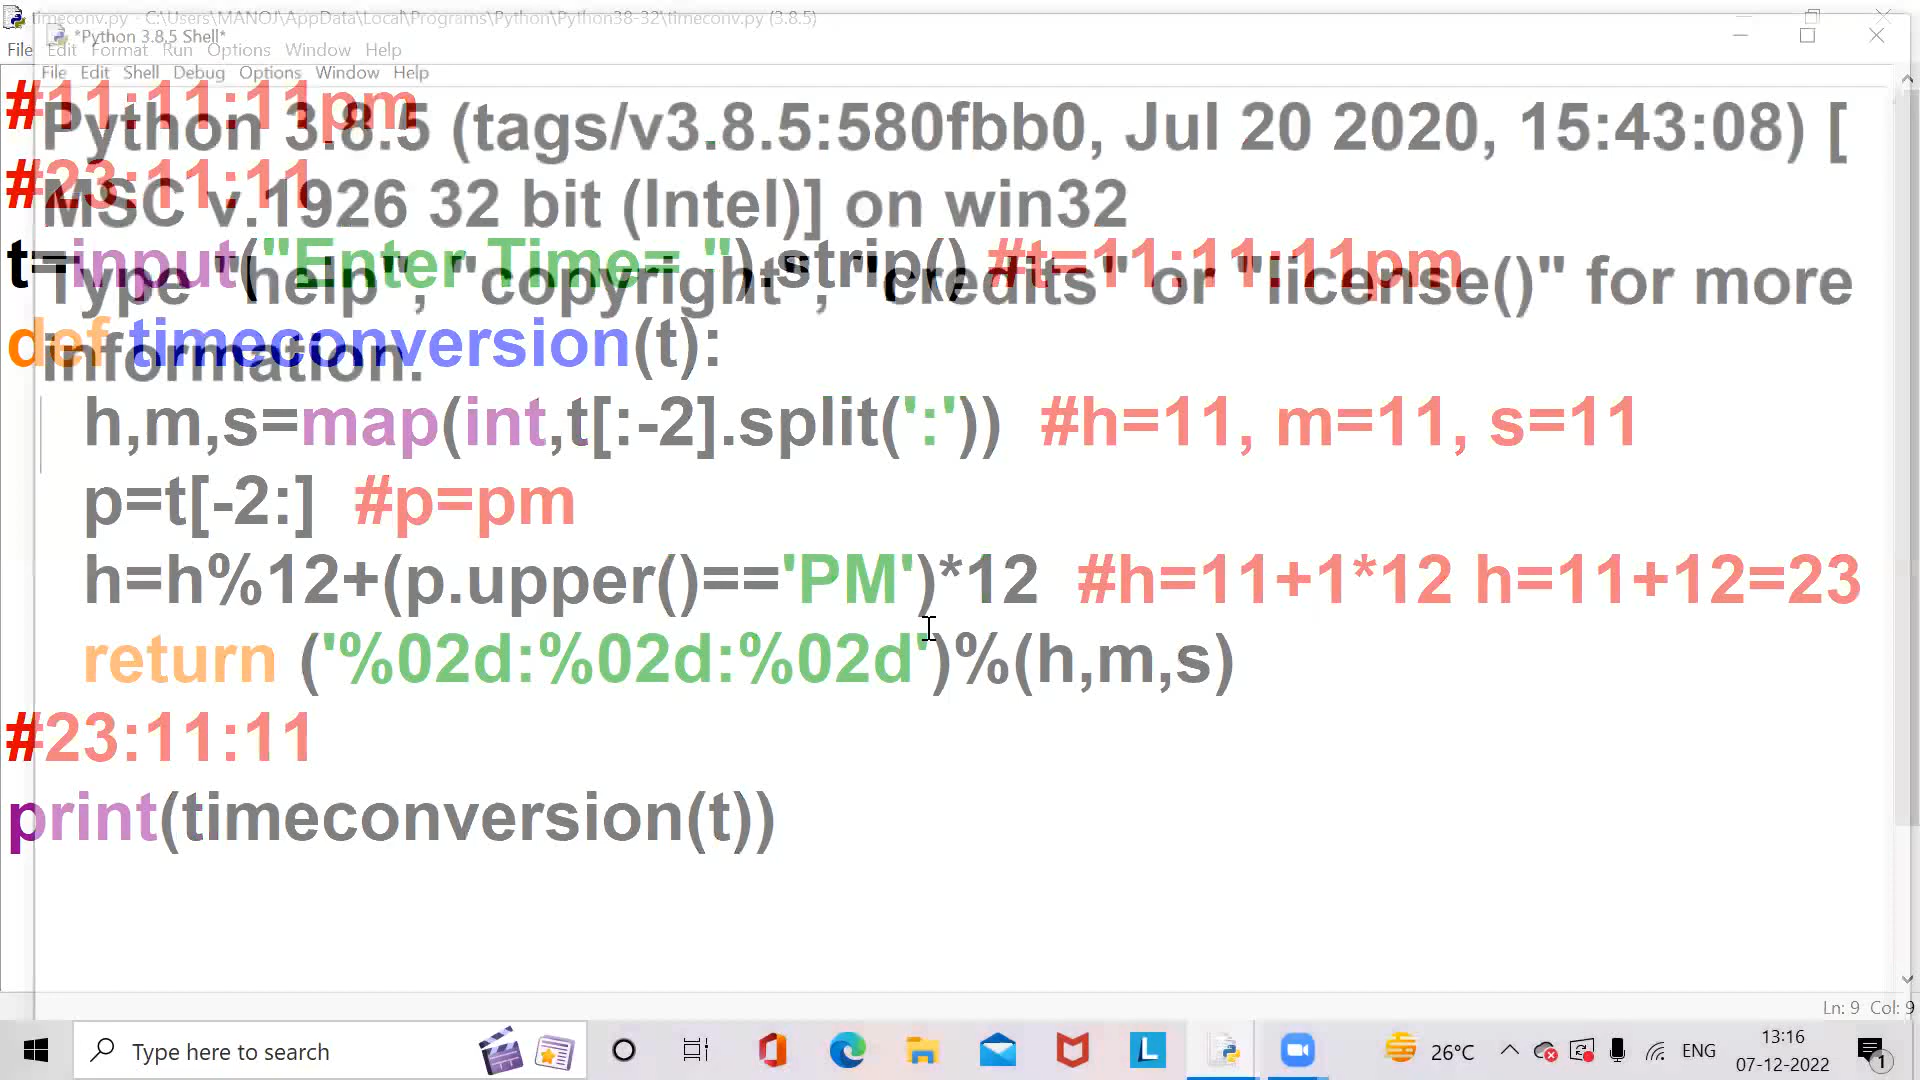 timeconv.py - C:\Users\MANOJ\AppData\Local\Programs\Python\Python38-32\timeconv.py (3.8.5)
*Python 3.8.5 Shell*
File Edit Format Run Options Window Help
File Edit Shell Debug Options Window Help
#11:11:11pm
Python 3.8.5 (tags/v3.8.5:580fbb0, Jul 20 2020, 15:43:08) [
#23:11:11
MSC v.1926 32 bit (Intel)] on win32
t=input("Enter Time= ").strip() #t=11:11:11pm
Type "help", "copyright", "credits" or "license()" for more
def timeconversion(t):
information.
h,m,s=map(int,t[:-2].split(':')) #h=11, m=11, s=11
p=t[-2:] #p=pm
h=h%12+(p.upper()=='PM')*12 #h=11+1*12 h=11+12=23
return ('%02d:%02d:%02d')%(h,m,s)
#23:11:11
print(timeconversion(t))
Ln: 9 Col: 9
Type here to search
26°C
ENG
13:16
07-12-2022
1